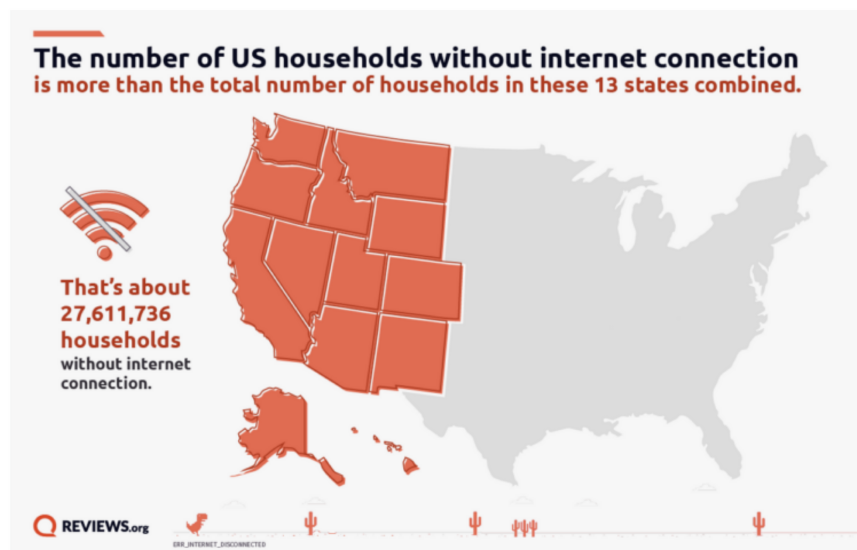 The number of US households without internet connection
is more than the total number of households in these 13 states combined.
That's about
27,611,736
households
without internet
connection.
REVIEWS.org
ERR_INTERNET_DISCONNECTED